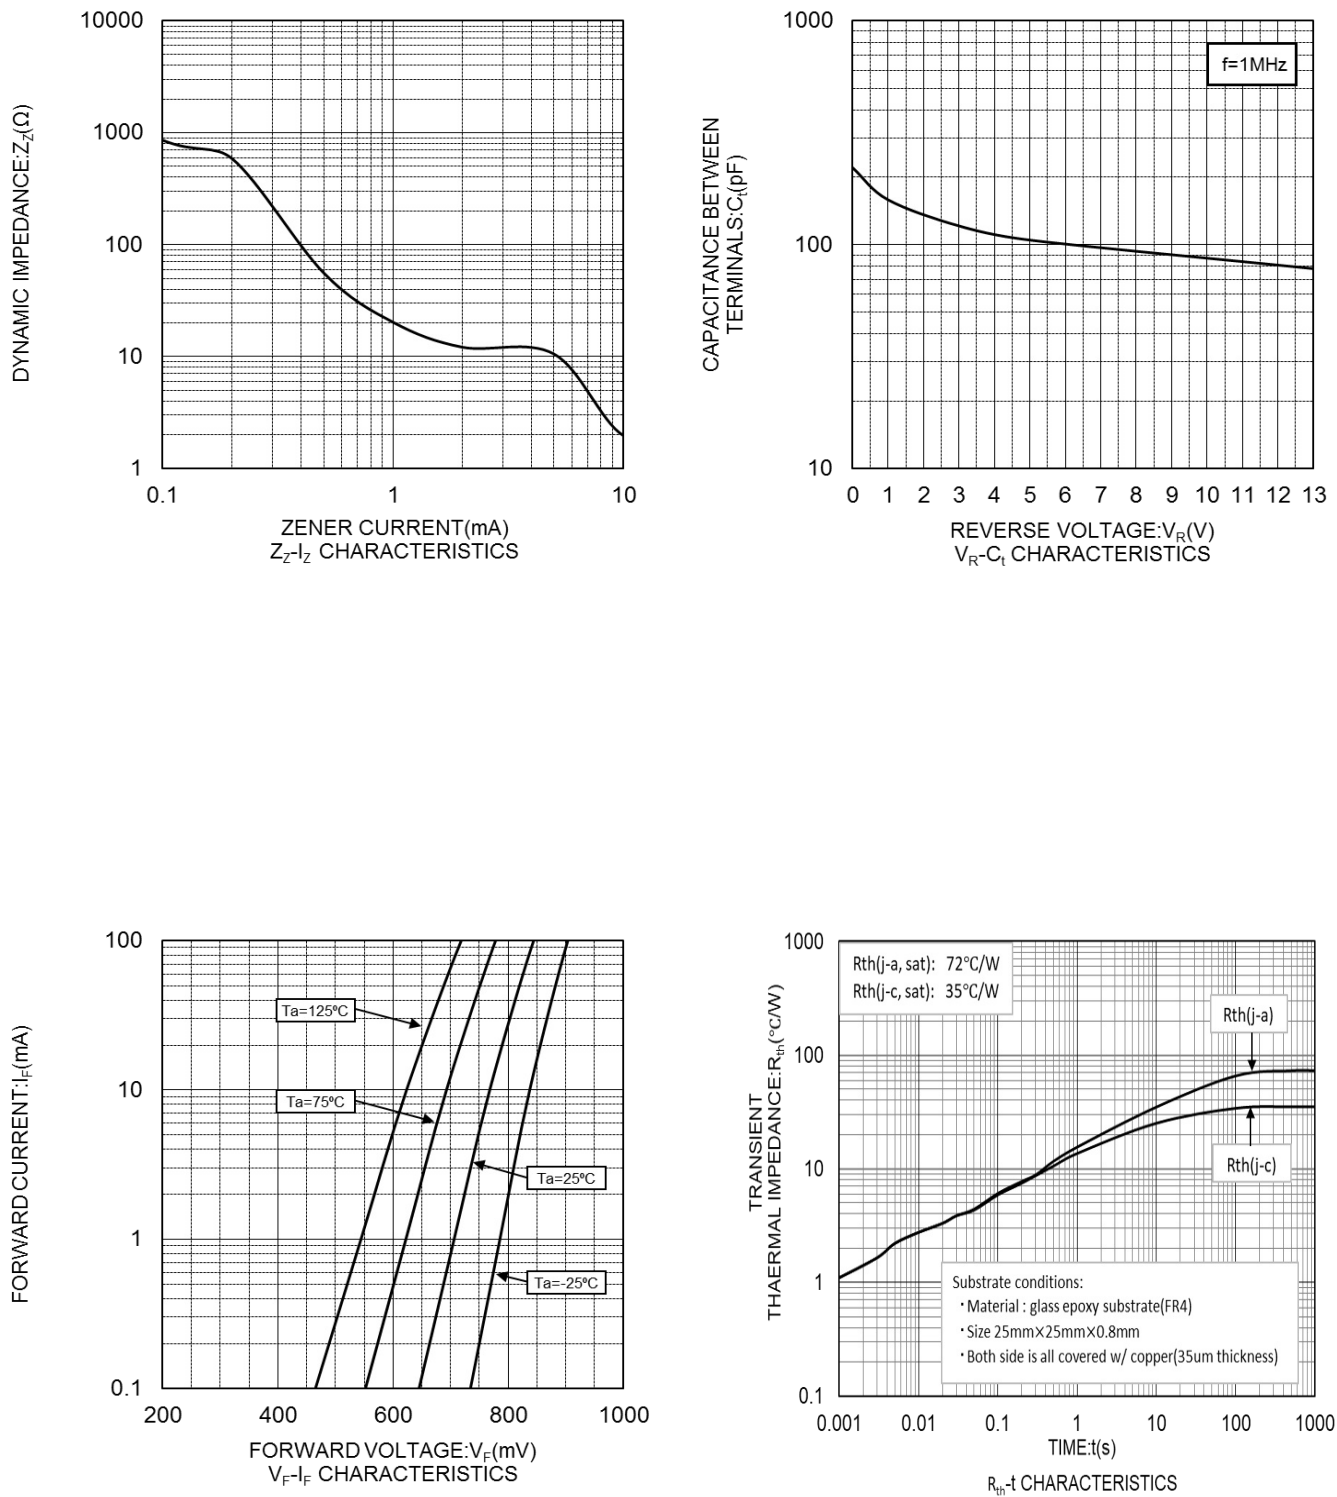 10000
1000
100
10
1
DYNAMIC IMPEDANCE:ZZ(Ω)
0.1 1 10
ZENER CURRENT(mA)
ZZ-IZ CHARACTERISTICS
1000
100
10
CAPACITANCE BETWEEN
TERMINALS:Ct(pF)
f=1MHz
0 1 2 3 4 5 6 7 8 9 10 11 12 13
REVERSE VOLTAGE:VR(V)
VR-Ct CHARACTERISTICS
100
10
1
0.1
FORWARD CURRENT:IF(mA)
Ta=125ºC
Ta=75ºC
Ta=25ºC
Ta=-25ºC
200 400 600 800 1000
FORWARD VOLTAGE:VF(mV)
VF-IF CHARACTERISTICS
1000
100
10
1
0.1
TRANSIENT
THAERMAL IMPEDANCE:Rth(°C/W)
Rth(j-a, sat): 72°C/W
Rth(j-c, sat): 35°C/W
Rth(j-a)
Rth(j-c)
Substrate conditions:
・Material : glass epoxy substrate(FR4)
・Size 25mm×25mm×0.8mm
・Both side is all covered w/ copper(35um thickness)
0.001 0.01 0.1 1 10 100 1000
TIME:t(s)
Rth-t CHARACTERISTICS